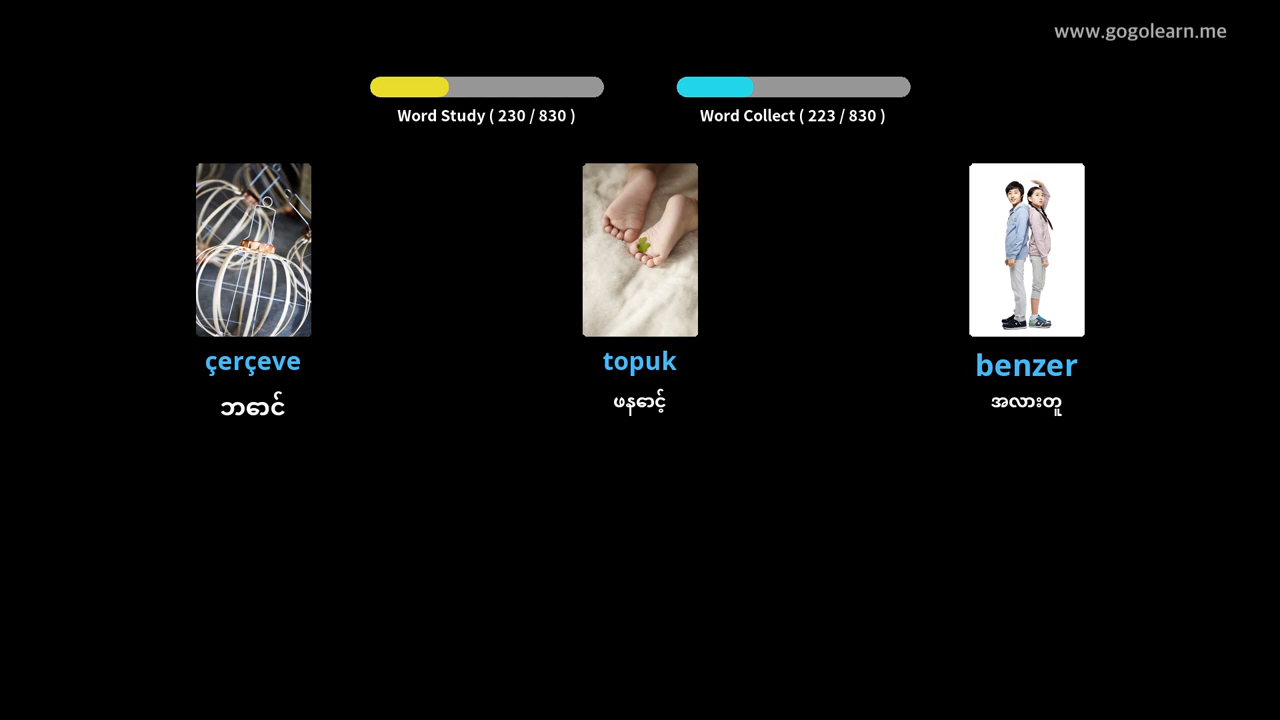 www.gogolearn.me
Word Study ( 230 / 830 )
Word Collect ( 223 / 830 )
çerçeve
topuk
benzer
ဘောင်
ဖနောင့်
အလားတူ